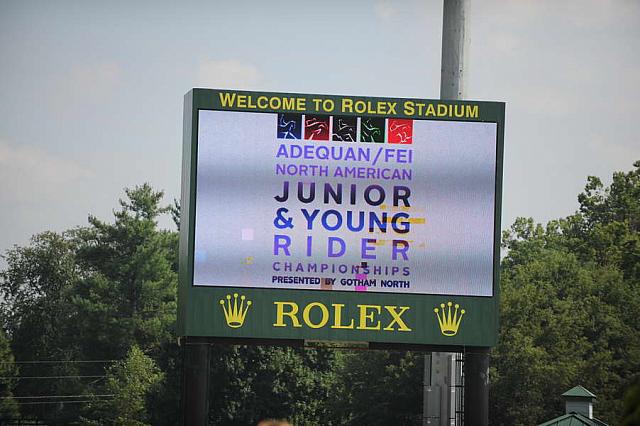 WELCOME TO ROLEX STADIUM
ADEQUAN/FEI
NORTH AMERICAN
JUNIOR
& YOUNG
RIDER
CHAMPIONSHIPS
PRESENTED BY GOTHAM NORTH
ROLEX